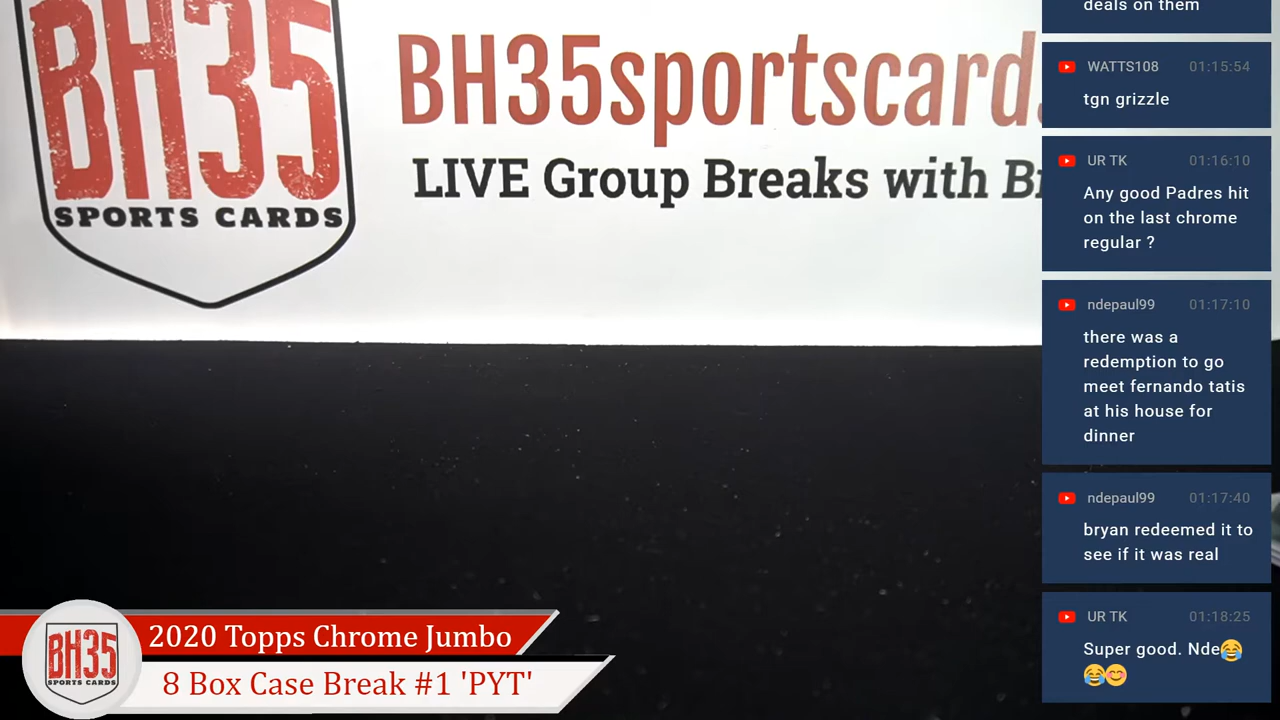 BH35
SPORTS CARDS
BH35sportscards
LIVE Group Breaks with
deals on them
WATTS108 01:15:54
tgn grizzle
UR TK 01:16:10
Any good Padres hit
on the last chrome
regular ?
ndepaul99 01:17:10
there was a
redemption to go
meet fernando tatis
at his house for
dinner
ndepaul99 01:17:40
bryan redeemed it to
see if it was real
UR TK 01:18:25
Super good. Nde😂
😂😊
BH35
SPORTS CARDS
2020 Topps Chrome Jumbo
8 Box Case Break #1 'PYT'